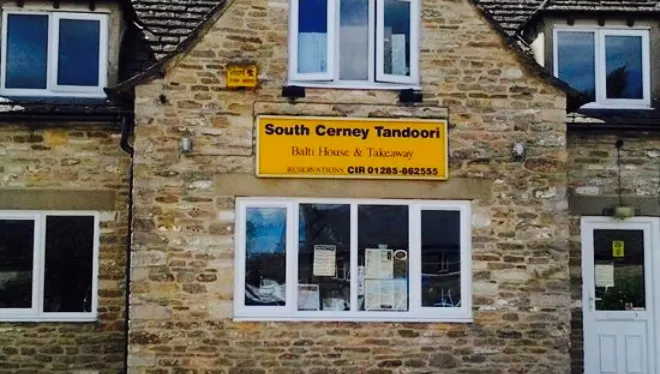 South Cerney Tandoori
Balti House & Takeaway
RESERVATIONS CIR 01285-862555